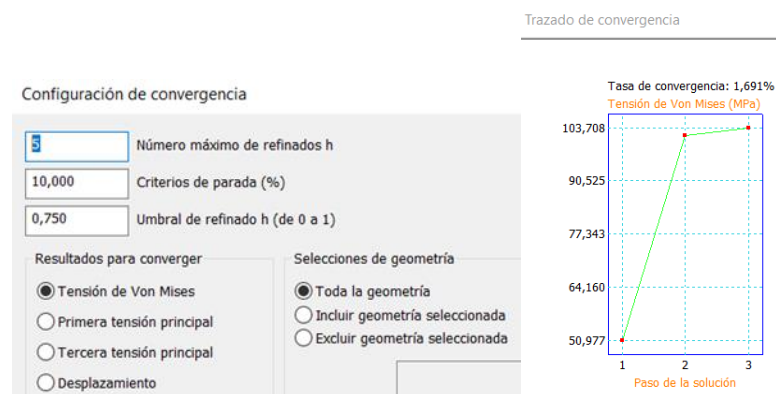 Trazado de convergencia
Configuración de convergencia
5 Número máximo de refinados h
10,000 Criterios de parada (%)
0,750 Umbral de refinado h (de 0 a 1)
Resultados para converger
Tensión de Von Mises
Primera tensión principal
Tercera tensión principal
Desplazamiento
Selecciones de geometría
Toda la geometría
Incluir geometría seleccionada
Excluir geometría seleccionada
Tasa de convergencia: 1,691%
Tensión de Von Mises (MPa)
103,708
90,525
77,343
64,160
50,977
1 2 3
Paso de la solución